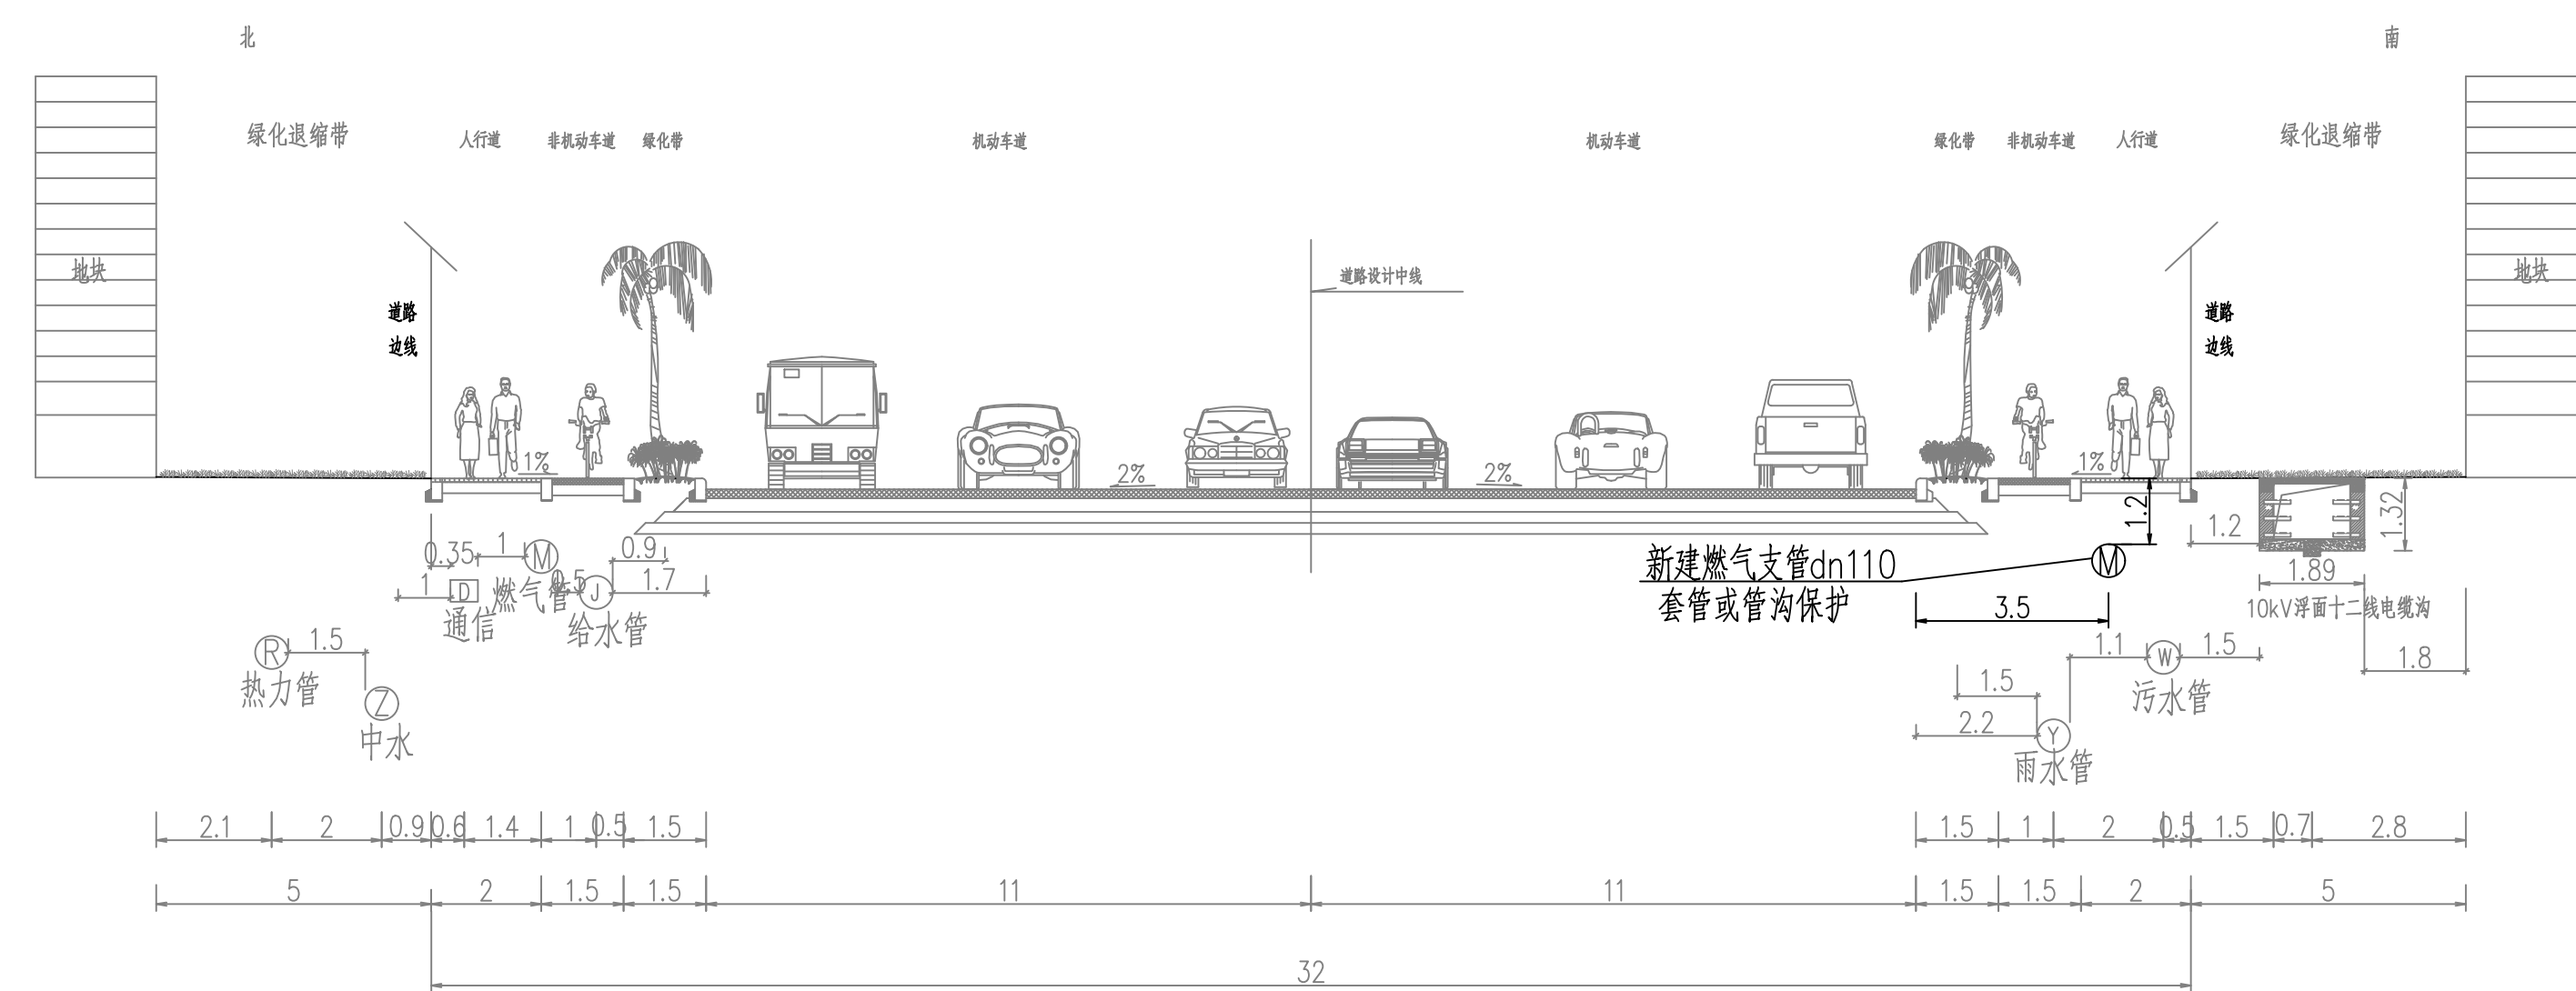 北 南
绿化退缩带 人行道 非机动车道 绿化带 机动车道 机动车道 绿化带 非机动车道 人行道 绿化退缩带
地块 道路设计中线 地块
道路 道路
边线 边线
1% 2% 2% 1%
1.2 1.32
0.35 1 M 0.9 1.2
新建燃气支管dn110 M
1 D 燃气管 0.5 J 1.7 1.89
套管或管沟保护 3.5 10kV浮面十二线电缆沟
通信 给水管
R 1.5 1.1 W 1.5 1.8
热力管 1.5 污水管
Z 2.2 Y
中水 雨水管
2.1 2 0.9 0.6 1.4 1 0.5 1.5 1.5 1 2 0.5 1.5 0.7 2.8
5 2 1.5 1.5 11 11 1.5 1.5 2 5
32